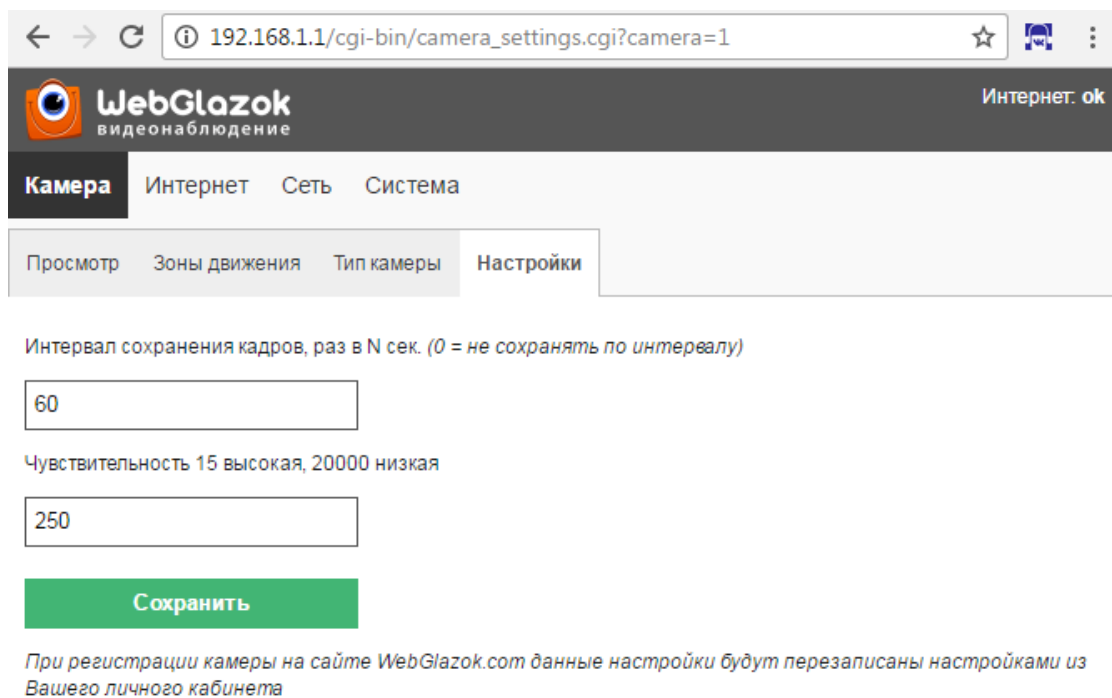 192.168.1.1/cgi-bin/camera_settings.cgi?camera=1
WebGlazok
видеонаблюдение
Интернет: ok
Камера Интернет Сеть Система
Просмотр Зоны движения Тип камеры Настройки
Интервал сохранения кадров, раз в N сек. (0 = не сохранять по интервалу)
60
Чувствительность 15 высокая, 20000 низкая
250
Сохранить
При регистрации камеры на сайте WebGlazok.com данные настройки будут перезаписаны настройками из
Вашего личного кабинета